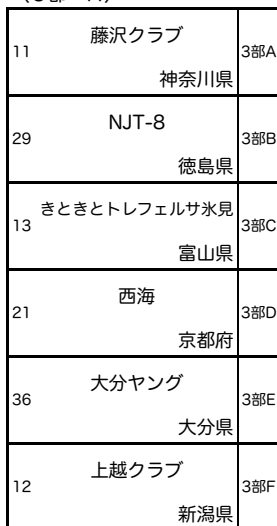 藤沢クラブ
11 3部A
神奈川県
NJT-8
29 3部B
徳島県
きときとトレフェルサ氷見
13 3部C
富山県
西海
21 3部D
京都府
大分ヤング
36 3部E
大分県
上越クラブ
12 3部F
新潟県